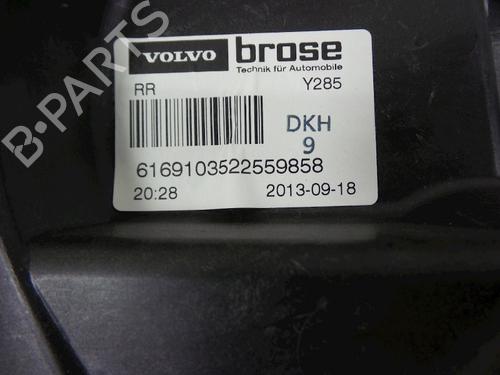 VOLVO brose
Technik für Automobile
RR Y285
DKH
9
6169103522559858
20:28 2013-09-18
B-PARTS